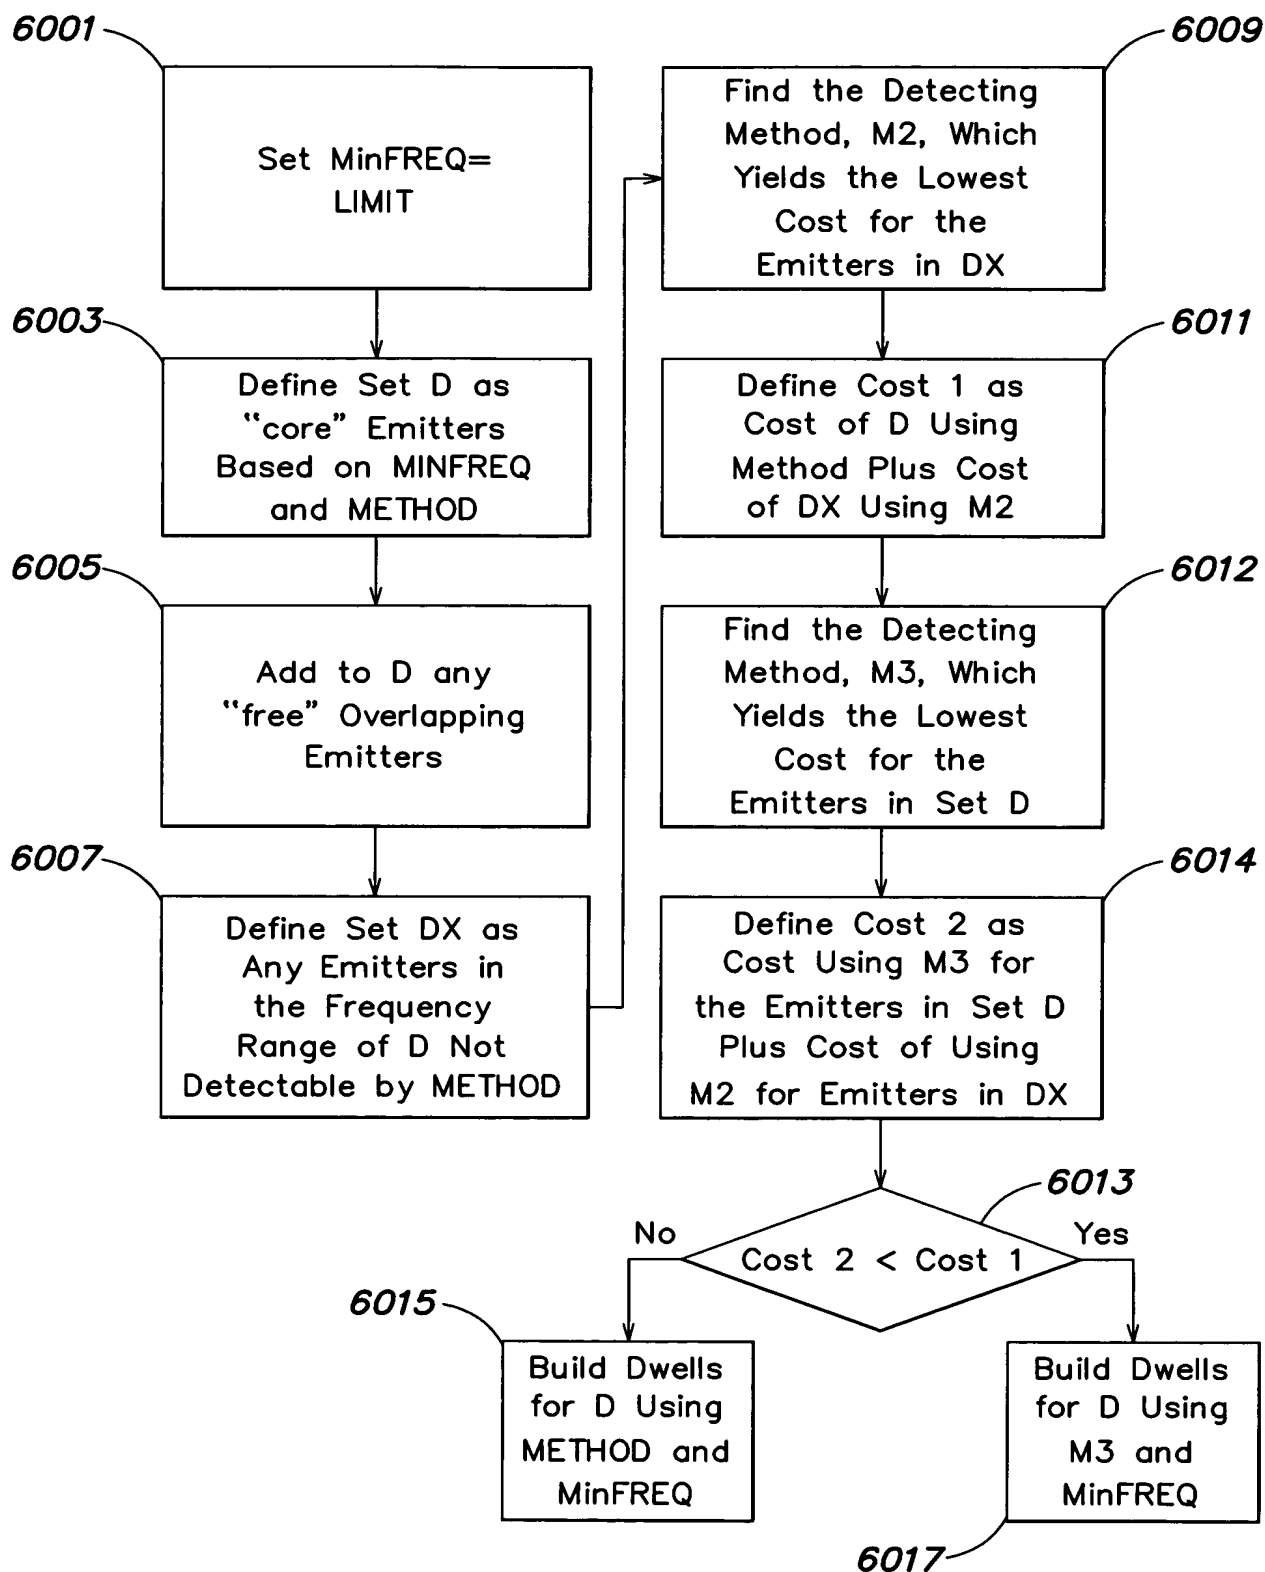 6001
Set MinFREQ=
LIMIT
6003
Define Set D as
“core” Emitters
Based on MINFREQ
and METHOD
6005
Add to D any
“free” Overlapping
Emitters
6007
Define Set DX as
Any Emitters in
the Frequency
Range of D Not
Detectable by METHOD
6009
Find the Detecting
Method, M2, Which
Yields the Lowest
Cost for the
Emitters in DX
6011
Define Cost 1 as
Cost of D Using
Method Plus Cost
of DX Using M2
6012
Find the Detecting
Method, M3, Which
Yields the Lowest
Cost for the
Emitters in Set D
6014
Define Cost 2 as
Cost Using M3 for
the Emitters in Set D
Plus Cost of Using
M2 for Emitters in DX
6013
No
Yes
Cost 2 < Cost 1
6015
Build Dwells
for D Using
METHOD and
MinFREQ
Build Dwells
for D Using
M3 and
MinFREQ
6017